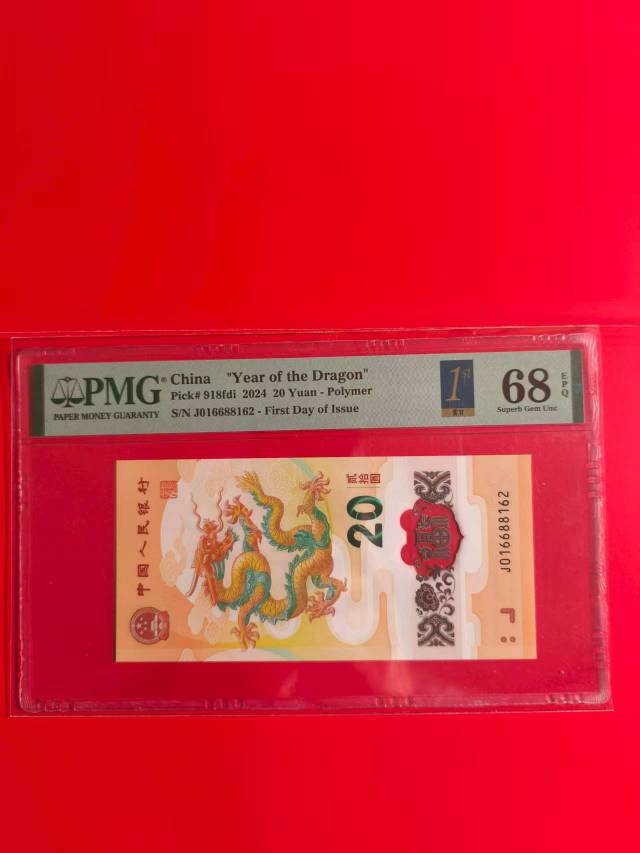 PMG®
PAPER MONEY GUARANTY
China "Year of the Dragon"
Pick# 918fdi 2024 20 Yuan - Polymer
S/N J016688162 - First Day of Issue
1st
68
EPQ
Superb Gem Unc
中国人民银行
贰拾圆
20
J016688162